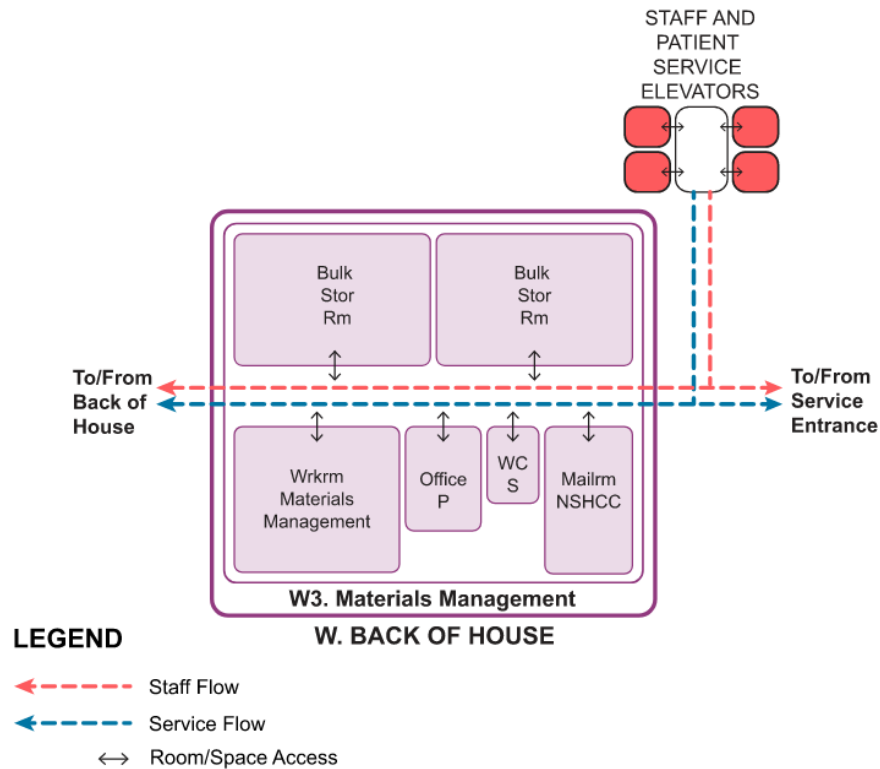 STAFF AND
PATIENT
SERVICE
ELEVATORS
Bulk
Stor
Rm
Bulk
Stor
Rm
To/From
Back of
House
To/From
Service
Entrance
Wrkrm
Materials
Management
Office
P
WC
S
Mailrm
NSHCC
W3. Materials Management
W. BACK OF HOUSE
LEGEND
Staff Flow
Service Flow
Room/Space Access